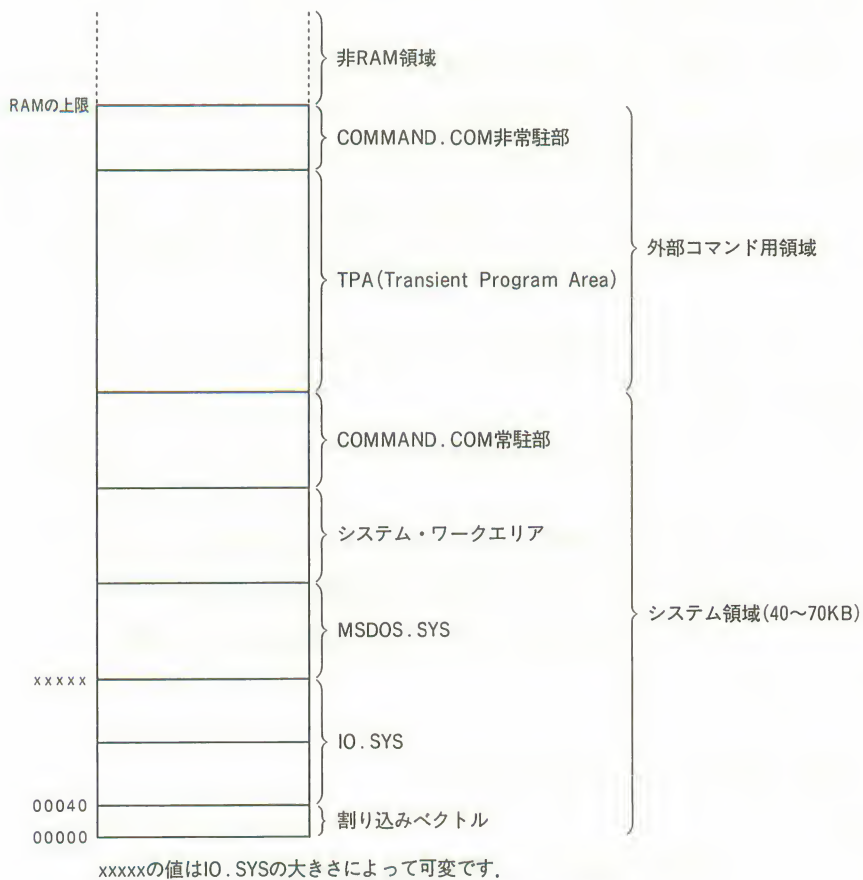 非RAM領域
RAMの上限
COMMAND.COM非常駐部
外部コマンド用領域
TPA(Transient Program Area)
COMMAND.COM常駐部
システム・ワークエリア
システム領域(40～70KB)
MSDOS.SYS
xxxxx
IO.SYS
00040
割り込みベクトル
00000
xxxxxの値はIO.SYSの大きさによって可変です.